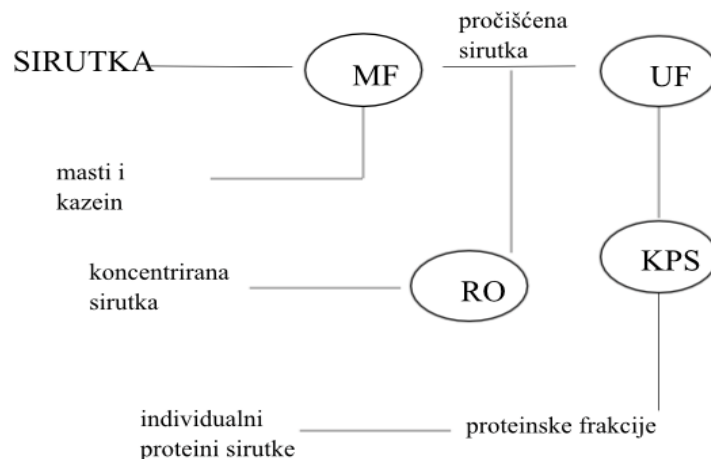 pročišćena
sirutka
SIRUTKA
MF
UF
masti i
kazein
KPS
koncentrirana
sirutka
RO
individualni
proteini sirutke
proteinske frakcije